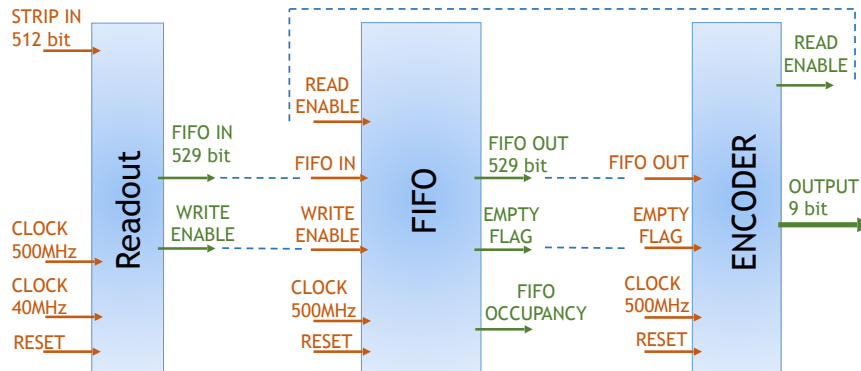 STRIP IN
512 bit
CLOCK
500MHz
CLOCK
40MHz
RESET
Readout
FIFO IN
529 bit
WRITE
ENABLE
READ
ENABLE
FIFO IN
WRITE
ENABLE
CLOCK
500MHz
RESET
FIFO
FIFO OUT
529 bit
EMPTY
FLAG
FIFO
OCCUPANCY
FIFO OUT
EMPTY
FLAG
CLOCK
500MHz
RESET
ENCODER
READ
ENABLE
OUTPUT
9 bit